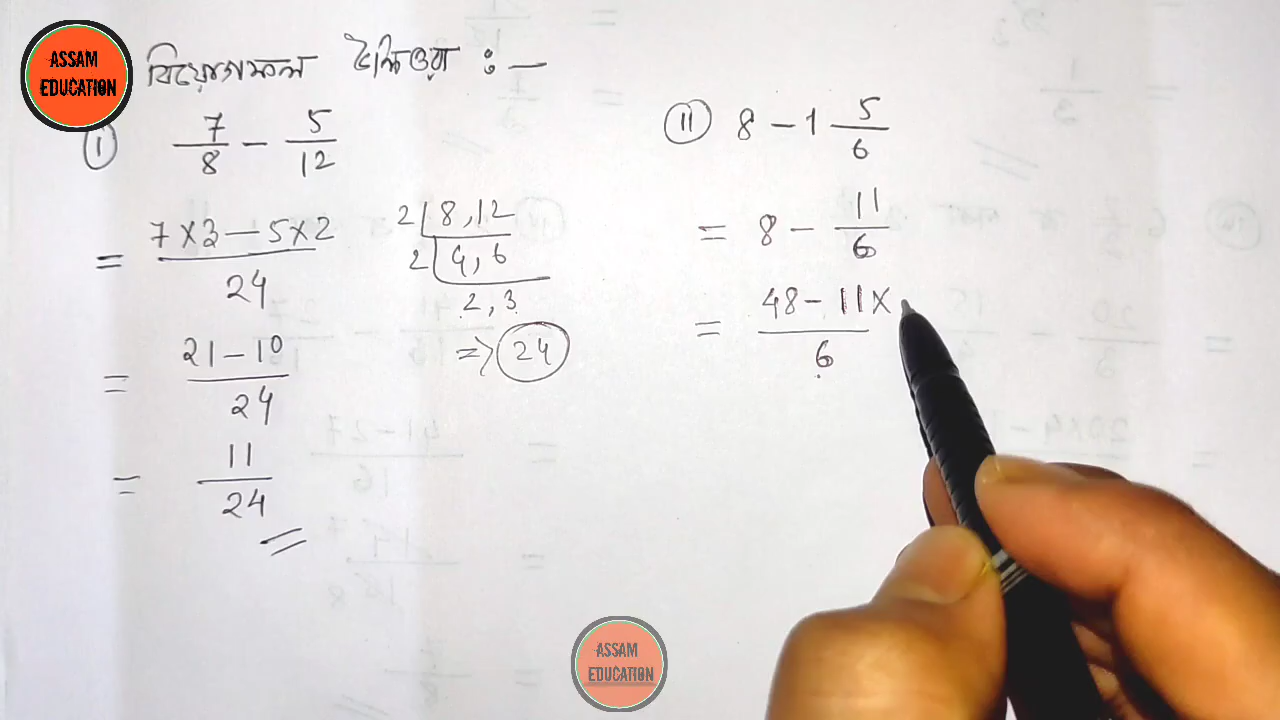 ASSAM
EDUCATION
বিয়োগফল উলিওৱা :—
(i) 7/8 − 5/12
= (7×3 − 5×2)/24
2 | 8, 12
2 | 4, 6
2, 3
=> 24
= (21 − 10)/24
= 11/24
(ii) 8 − 1 5/6
= 8 − 11/6
= (48 − 11×)/6
ASSAM
EDUCATION